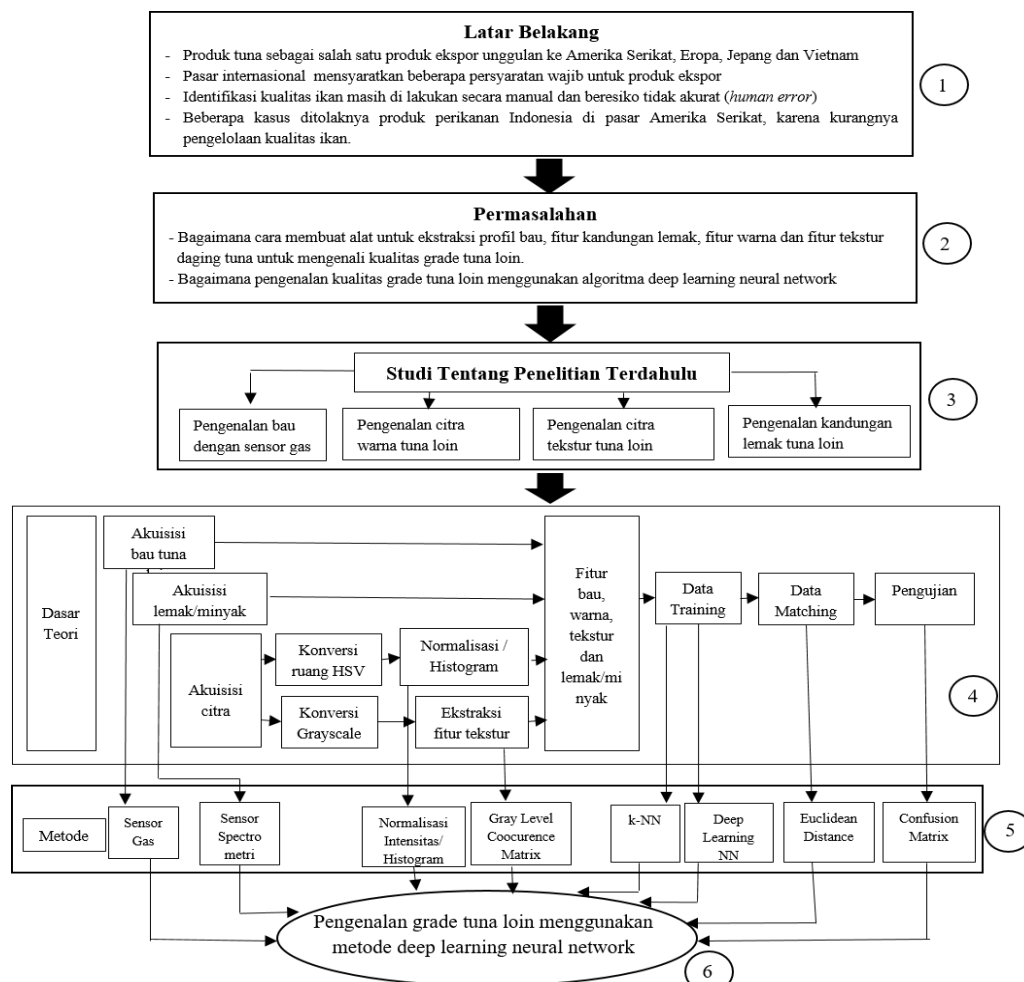 Latar Belakang
- Produk tuna sebagai salah satu produk ekspor unggulan ke Amerika Serikat, Eropa, Jepang dan Vietnam
- Pasar internasional mensyaratkan beberapa persyaratan wajib untuk produk ekspor
- Identifikasi kualitas ikan masih di lakukan secara manual dan beresiko tidak akurat (human error)
- Beberapa kasus ditolaknya produk perikanan Indonesia di pasar Amerika Serikat, karena kurangnya
pengelolaan kualitas ikan.
1
Permasalahan
- Bagaimana cara membuat alat untuk ekstraksi profil bau, fitur kandungan lemak, fitur warna dan fitur tekstur
daging tuna untuk mengenali kualitas grade tuna loin.
- Bagaimana pengenalan kualitas grade tuna loin menggunakan algoritma deep learning neural network
2
Studi Tentang Penelitian Terdahulu
Pengenalan bau
dengan sensor gas
Pengenalan citra
warna tuna loin
Pengenalan citra
tekstur tuna loin
Pengenalan kandungan
lemak tuna loin
3
Dasar
Teori
Akuisisi
bau tuna
Akuisisi
lemak/minyak
Akuisisi
citra
Konversi
ruang HSV
Normalisasi /
Histogram
Konversi
Grayscale
Ekstraksi
fitur tekstur
Fitur
bau,
warna,
tekstur
dan
lemak/mi
nyak
Data
Training
Data
Matching
Pengujian
4
Metode
Sensor
Gas
Sensor
Spectro
metri
Normalisasi
Intensitas/
Histogram
Gray Level
Coocurence
Matrix
k-NN
Deep
Learning
NN
Euclidean
Distance
Confusion
Matrix
5
Pengenalan grade tuna loin menggunakan
metode deep learning neural network
6